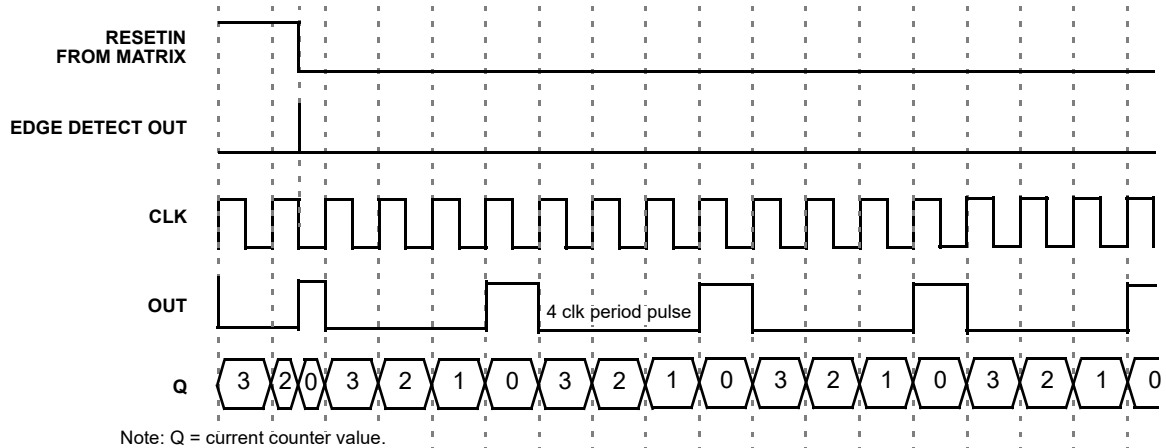 RESETIN
FROM MATRIX
EDGE DETECT OUT
CLK
OUT
4 clk period pulse
Q 3 2 0 3 2 1 0 3 2 1 0 3 2 1 0 3 2 1 0
Note: Q = current counter value.